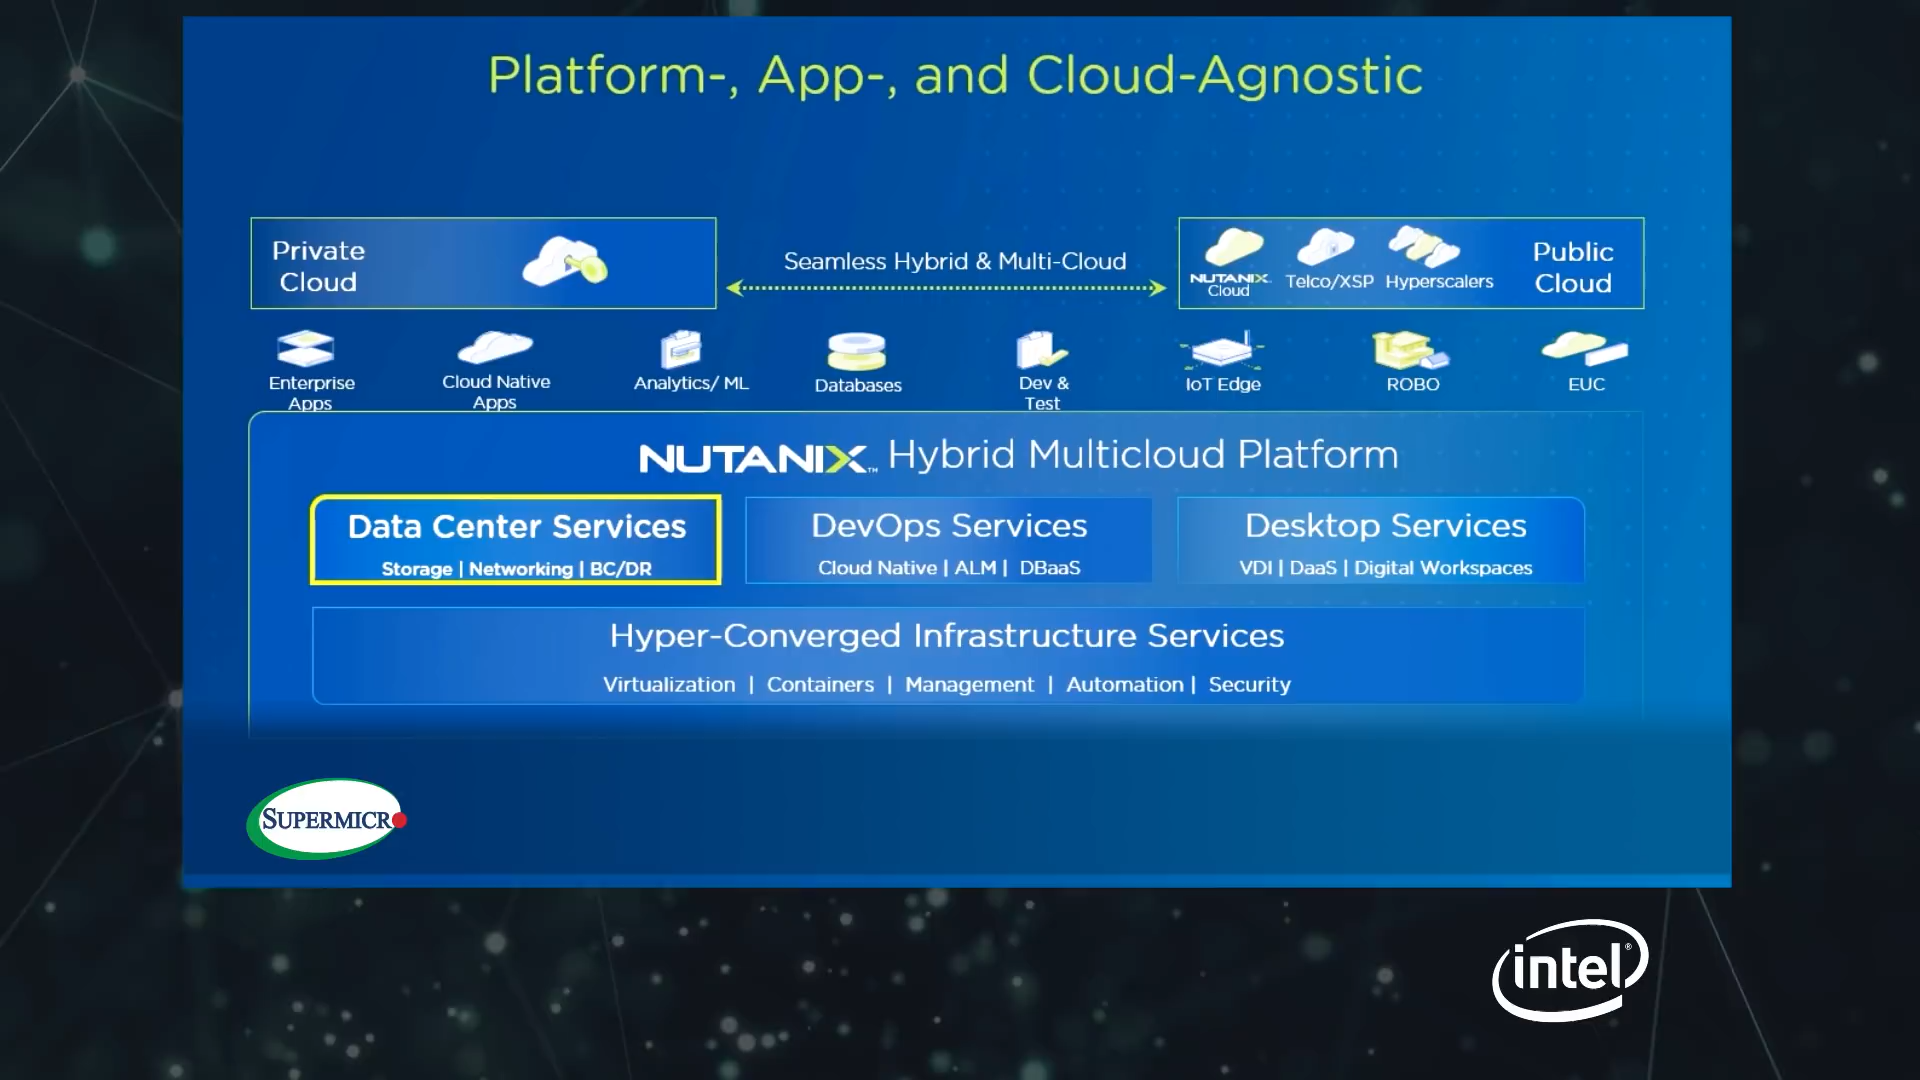 Platform-, App-, and Cloud-Agnostic
Private
Cloud
Seamless Hybrid & Multi-Cloud
NUTANIX™
Cloud
Telco/XSP
Hyperscalers
Public
Cloud
Enterprise
Apps
Cloud Native
Apps
Analytics/ ML
Databases
Dev &
Test
IoT Edge
ROBO
EUC
NUTANIX™ Hybrid Multicloud Platform
Data Center Services
Storage | Networking | BC/DR
DevOps Services
Cloud Native | ALM | DBaaS
Desktop Services
VDI | DaaS | Digital Workspaces
Hyper-Converged Infrastructure Services
Virtualization | Containers | Management | Automation | Security
SUPERMICRO
intel®